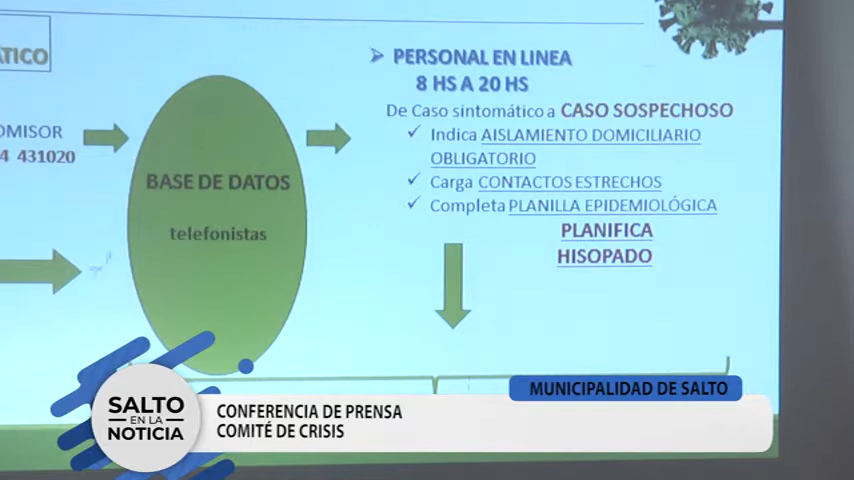 ÁTICO
OMISOR
4 431020
BASE DE DATOS
telefonistas
➢ PERSONAL EN LINEA
8 HS A 20 HS
De Caso sintomático a CASO SOSPECHOSO
✓ Indica AISLAMIENTO DOMICILIARIO
OBLIGATORIO
✓ Carga CONTACTOS ESTRECHOS
✓ Completa PLANILLA EPIDEMIOLÓGICA
PLANIFICA
HISOPADO
MUNICIPALIDAD DE SALTO
SALTO
EN LA
NOTICIA
CONFERENCIA DE PRENSA
COMITÉ DE CRISIS